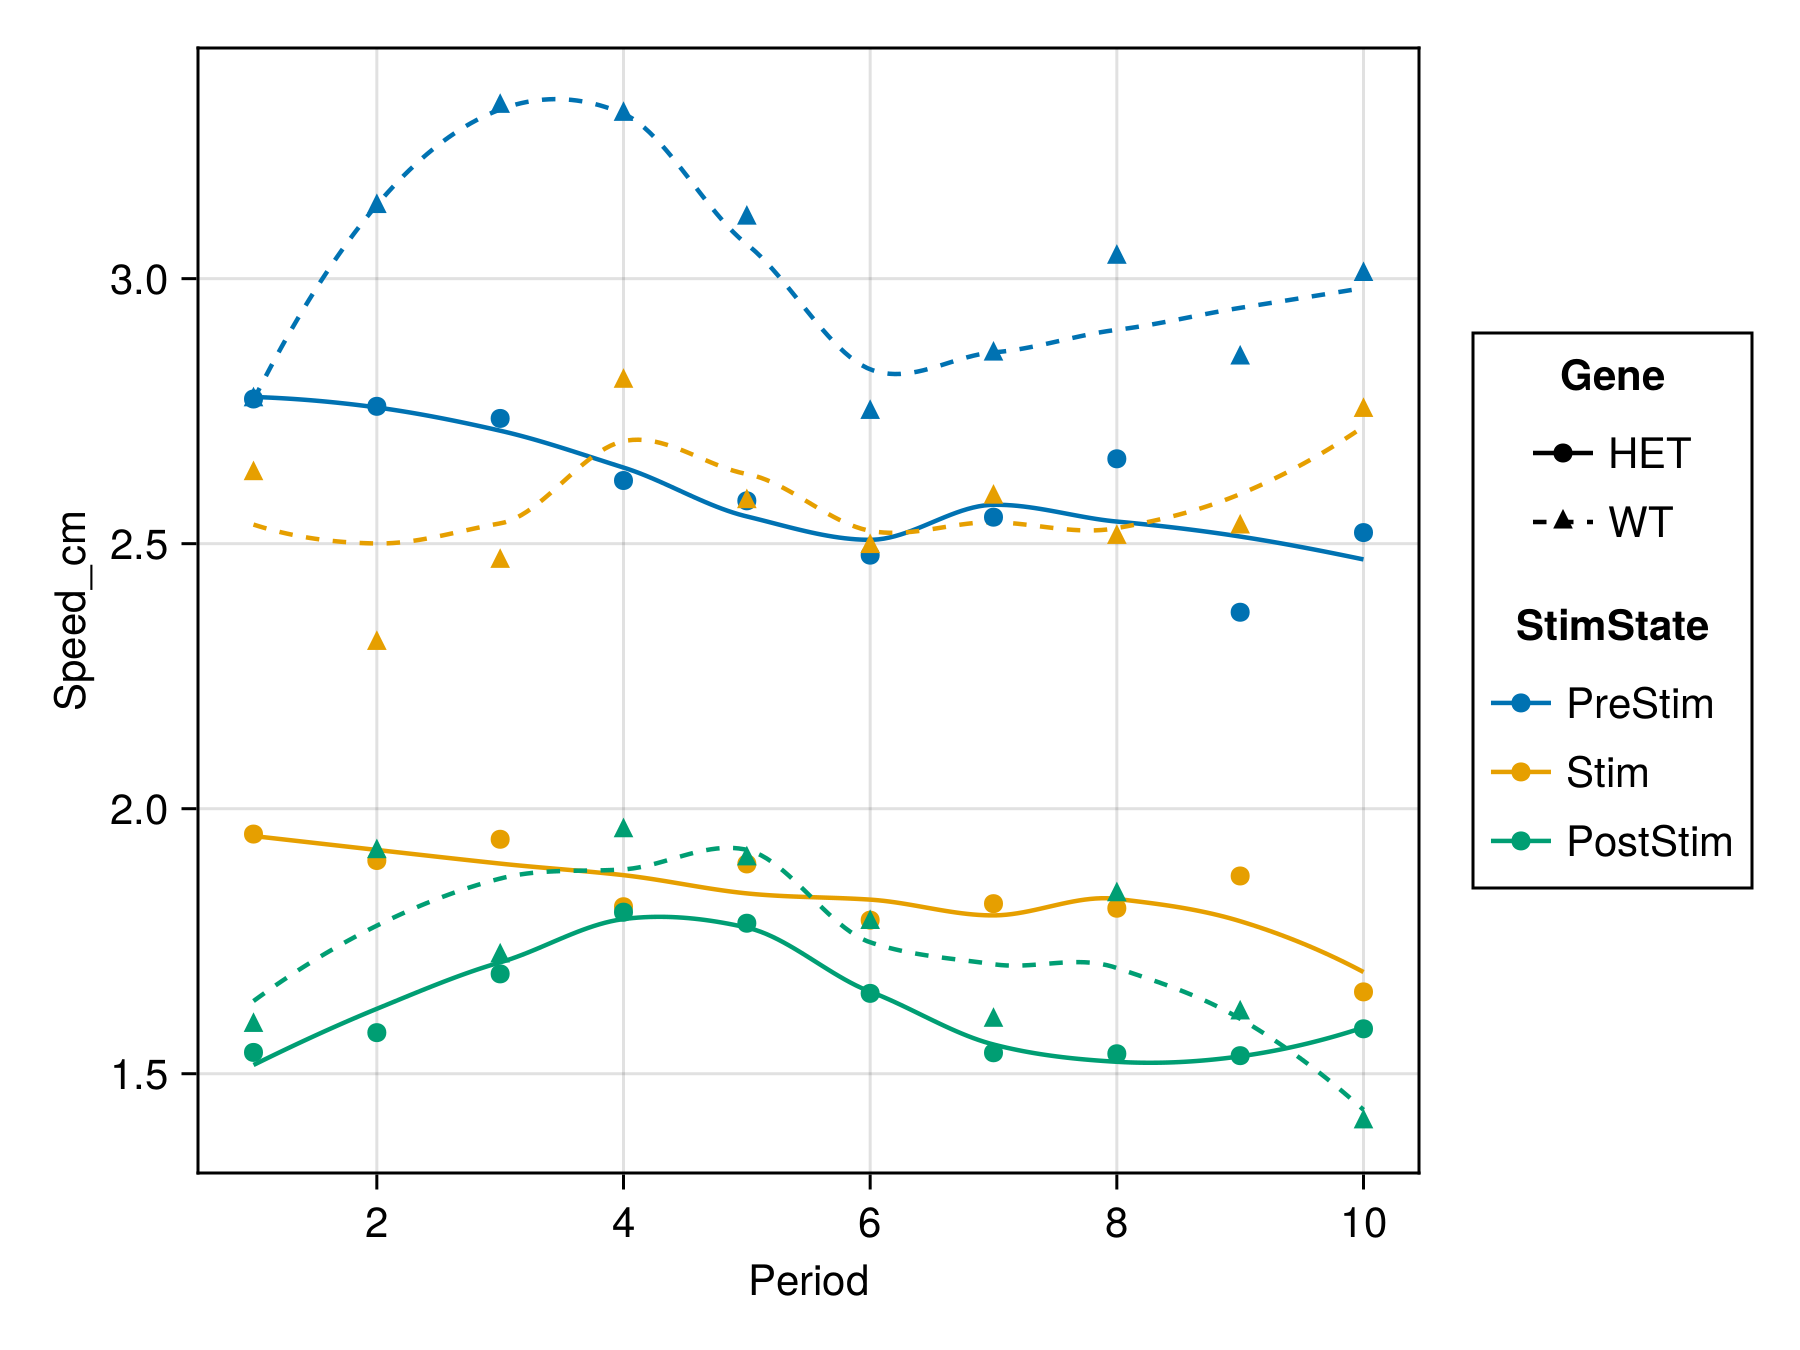 3.0
2.5
2.0
1.5
Speed_cm
2 4 6 8 10
Period
Gene
HET
WT
StimState
PreStim
Stim
PostStim